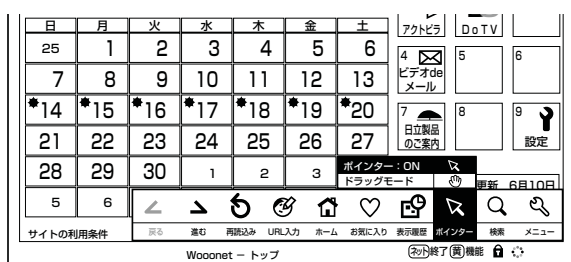 日 月 火 水 木 金 土
アクトビラ DoTV
25 1 2 3 4 5 6
4 5 6
ビデオde
メール
7 8 9 10 11 12 13
14 15 16 17 18 19 20
7 8 9
日立製品
のご案内
設定
21 22 23 24 25 26 27
28 29 30 1 2 3
ポインター:ON
ドラッグモード
更新 6月10日
5 6
戻る 進む 再読込み URL入力 ホーム お気に入り 表示履歴 ポインター 検索 メニュー
サイトの利用条件
Wooonet － トップ
ネット終了 黄機能